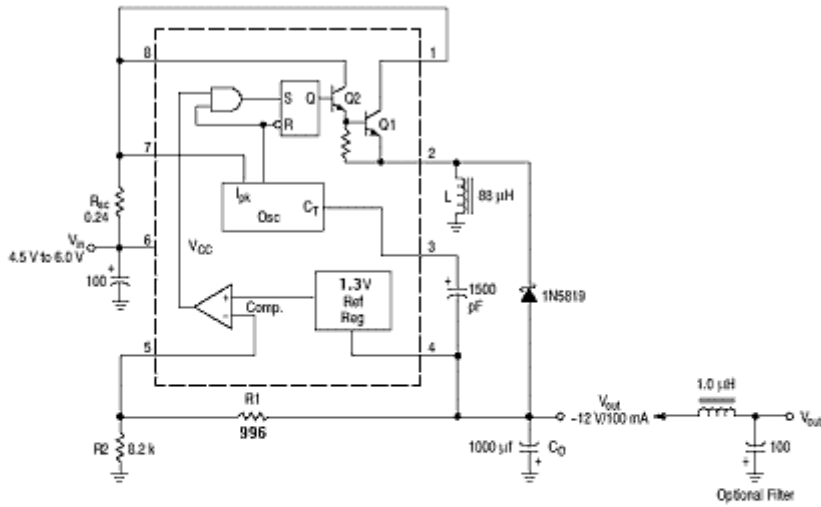 8
1
S Q
R
Q2
Q1
7
2
Ipk
Osc
CT
L 88 µH
Rsc
0.24
Vin
4.5 V to 6.0 V
6
VCC
3
+
100
+
1500
pF
1N5819
+
−
Comp.
1.3V
Ref
Reg
5
4
R1
996
Vout
-12 V/100 mA
1.0 µH
Vout
R2
8.2 k
1000 µf
+
CO
+
100
Optional Filter